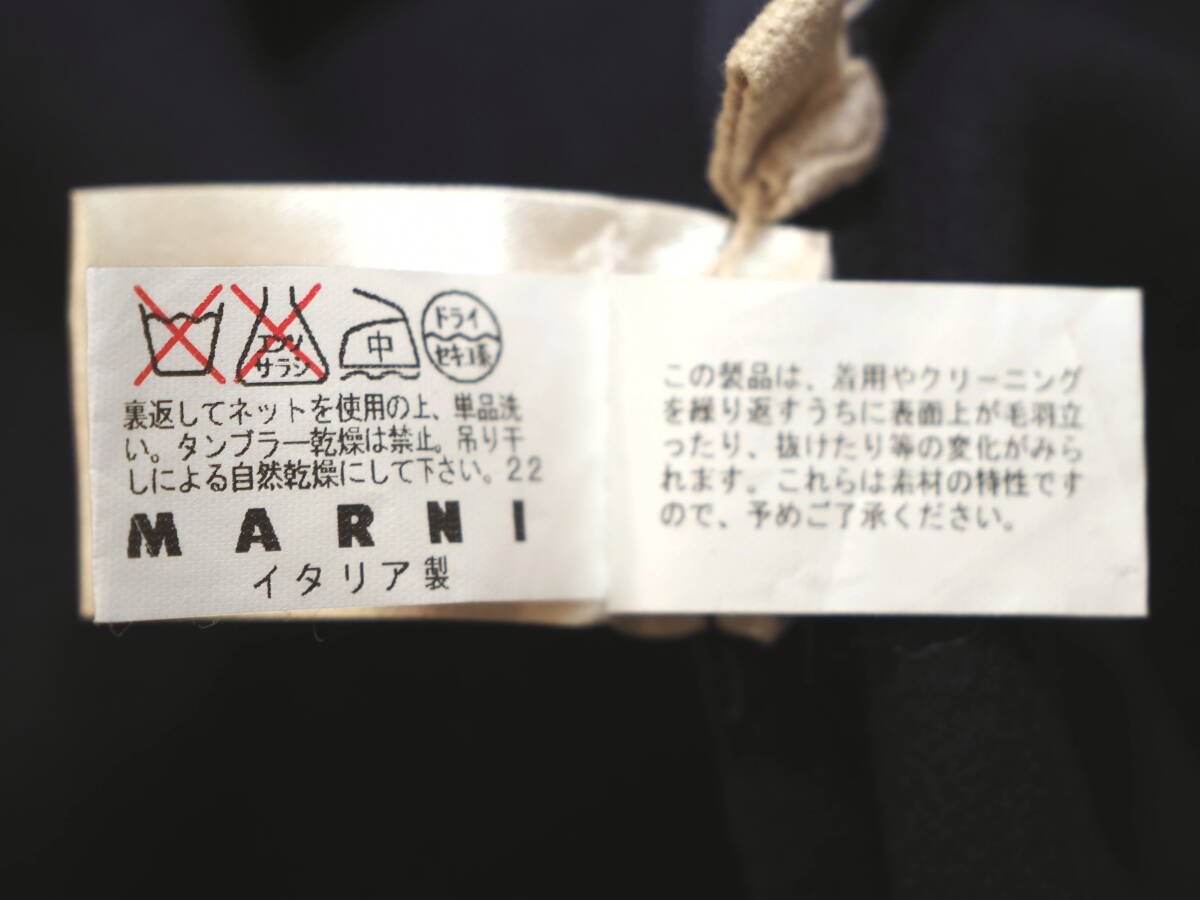 エンソ
サラシ
中
ドライ
セキユ系
裏返してネットを使用の上、単品洗
い。タンブラー乾燥は禁止。吊り干
しによる自然乾燥にして下さい。22
MARNI
イタリア製
この製品は、着用やクリーニング
を繰り返すうちに表面上が毛羽立
ったり、抜けたり等の変化がみら
れます。これらは素材の特性です
ので、予めご了承ください。